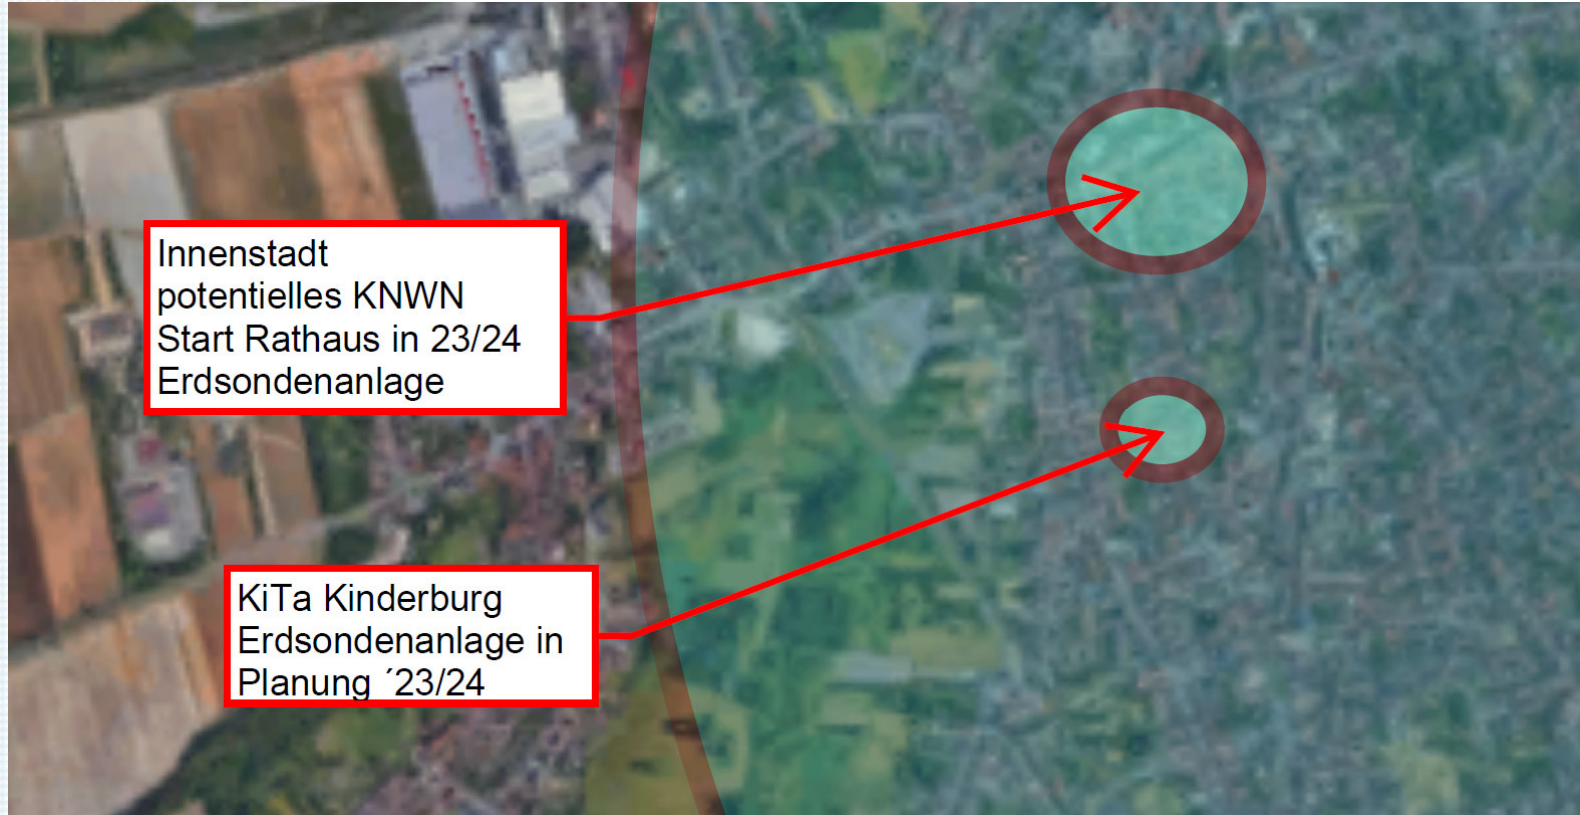 Innenstadt
potentielles KNWN
Start Rathaus in 23/24
Erdsondenanlage
KiTa Kinderburg
Erdsondenanlage in
Planung ´23/24